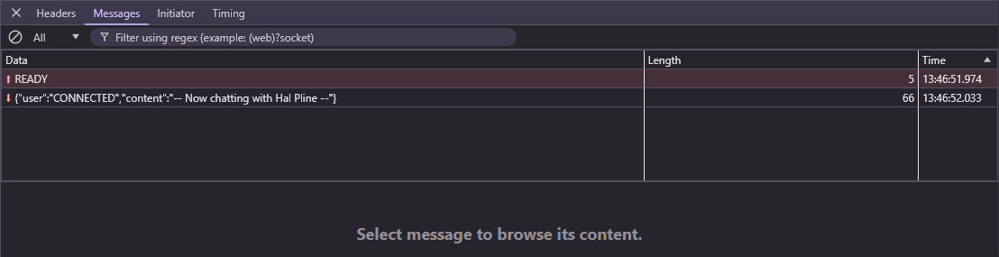 Headers Messages Initiator Timing
All Filter using regex (example: (web)?socket)
Data Length Time
READY 5 13:46:51.974
{"user":"CONNECTED","content":"-- Now chatting with Hal Pline --"} 66 13:46:52.033
Select message to browse its content.